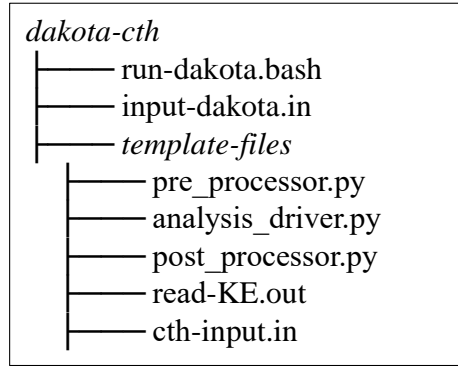 dakota-cth
run-dakota.bash
input-dakota.in
template-files
pre_processor.py
analysis_driver.py
post_processor.py
read-KE.out
cth-input.in